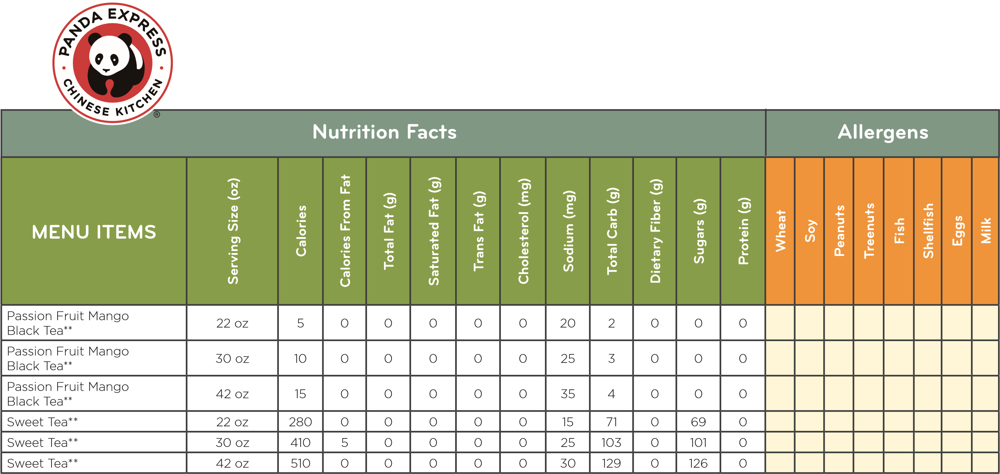 PANDA EXPRESS
CHINESE KITCHEN
®
Nutrition Facts Allergens
MENU ITEMS Serving Size (oz) Calories Calories From Fat Total Fat (g) Saturated Fat (g) Trans Fat (g) Cholesterol (mg) Sodium (mg) Total Carb (g) Dietary Fiber (g) Sugars (g) Protein (g) Wheat Soy Peanuts Treenuts Fish Shellfish Eggs Milk
Passion Fruit Mango
Black Tea** 22 oz 5 0 0 0 0 0 20 2 0 0 0
Passion Fruit Mango
Black Tea** 30 oz 10 0 0 0 0 0 25 3 0 0 0
Passion Fruit Mango
Black Tea** 42 oz 15 0 0 0 0 0 35 4 0 0 0
Sweet Tea** 22 oz 280 0 0 0 0 0 15 71 0 69 0
Sweet Tea** 30 oz 410 5 0 0 0 0 25 103 0 101 0
Sweet Tea** 42 oz 510 0 0 0 0 0 30 129 0 126 0